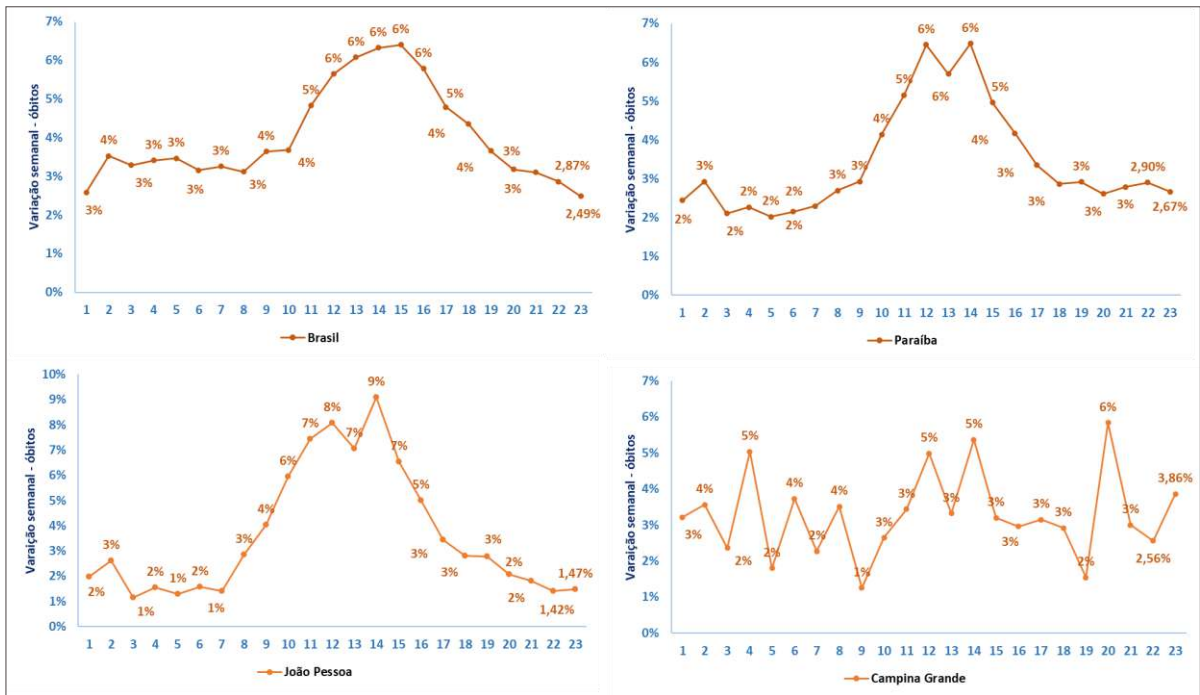 7%
6%
5%
4%
3%
2%
1%
0%
Variação semanal - óbitos
3% 4% 3% 3% 3% 3% 3% 3% 4% 4% 5% 6% 6% 6% 6% 6% 4% 5% 4% 4% 3% 3% 2,87% 2,49%
1 2 3 4 5 6 7 8 9 10 11 12 13 14 15 16 17 18 19 20 21 22 23
Brasil
7%
6%
5%
4%
3%
2%
1%
0%
Variação semanal - óbitos
2% 3% 2% 2% 2% 2% 2% 3% 3% 4% 5% 6% 6% 6% 5% 4% 3% 3% 3% 3% 3% 2,90% 2,67%
1 2 3 4 5 6 7 8 9 10 11 12 13 14 15 16 17 18 19 20 21 22 23
Paraíba
10%
9%
8%
7%
6%
5%
4%
3%
2%
1%
0%
Varaição semanal - óbitos
2% 3% 1% 2% 1% 2% 1% 3% 4% 6% 7% 8% 7% 9% 7% 5% 3% 3% 3% 2% 2% 1,42% 1,47%
1 2 3 4 5 6 7 8 9 10 11 12 13 14 15 16 17 18 19 20 21 22 23
João Pessoa
7%
6%
5%
4%
3%
2%
1%
0%
Varaição semanal - óbitos
3% 4% 2% 5% 2% 4% 2% 4% 1% 3% 3% 5% 3% 5% 3% 3% 3% 3% 2% 6% 3% 2,56% 3,86%
1 2 3 4 5 6 7 8 9 10 11 12 13 14 15 16 17 18 19 20 21 22 23
Campina Grande